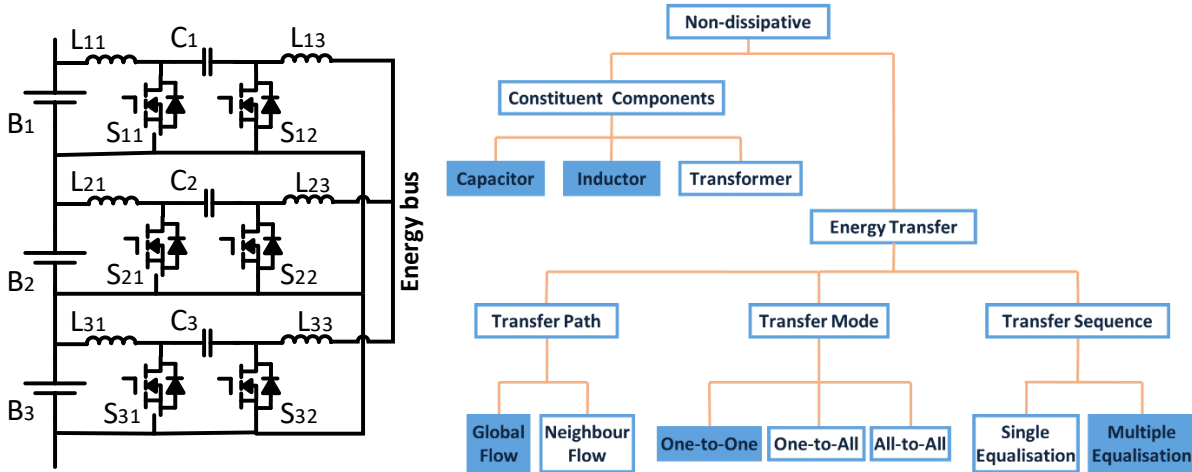 L11
C1
L13
B1
S11
S12
L21
C2
L23
B2
S21
S22
L31
C3
L33
B3
S31
S32
Energy bus
Non-dissipative
Constituent Components
Capacitor
Inductor
Transformer
Energy Transfer
Transfer Path
Transfer Mode
Transfer Sequence
Global
Flow
Neighbour
Flow
One-to-One
One-to-All
All-to-All
Single
Equalisation
Multiple
Equalisation